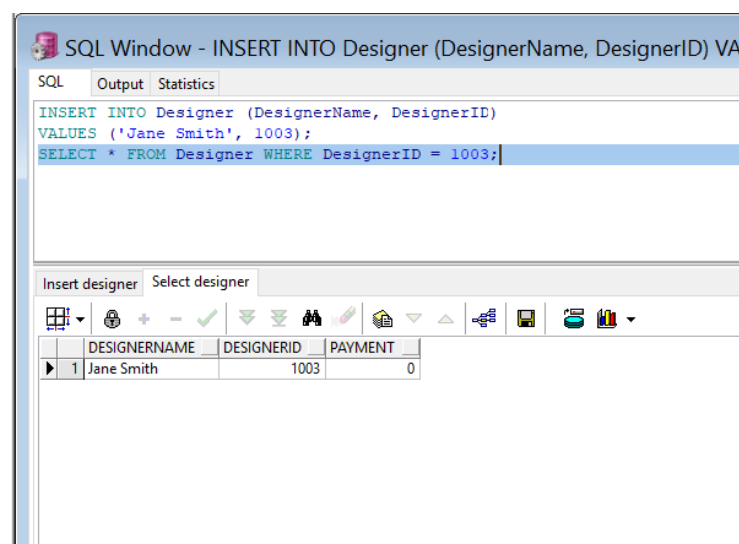 SQL Window - INSERT INTO Designer (DesignerName, DesignerID) VA
SQL Output Statistics
INSERT INTO Designer (DesignerName, DesignerID)
VALUES ('Jane Smith', 1003);
SELECT * FROM Designer WHERE DesignerID = 1003;
Insert designer Select designer
DESIGNERNAME DESIGNERID PAYMENT
1 Jane Smith 1003 0